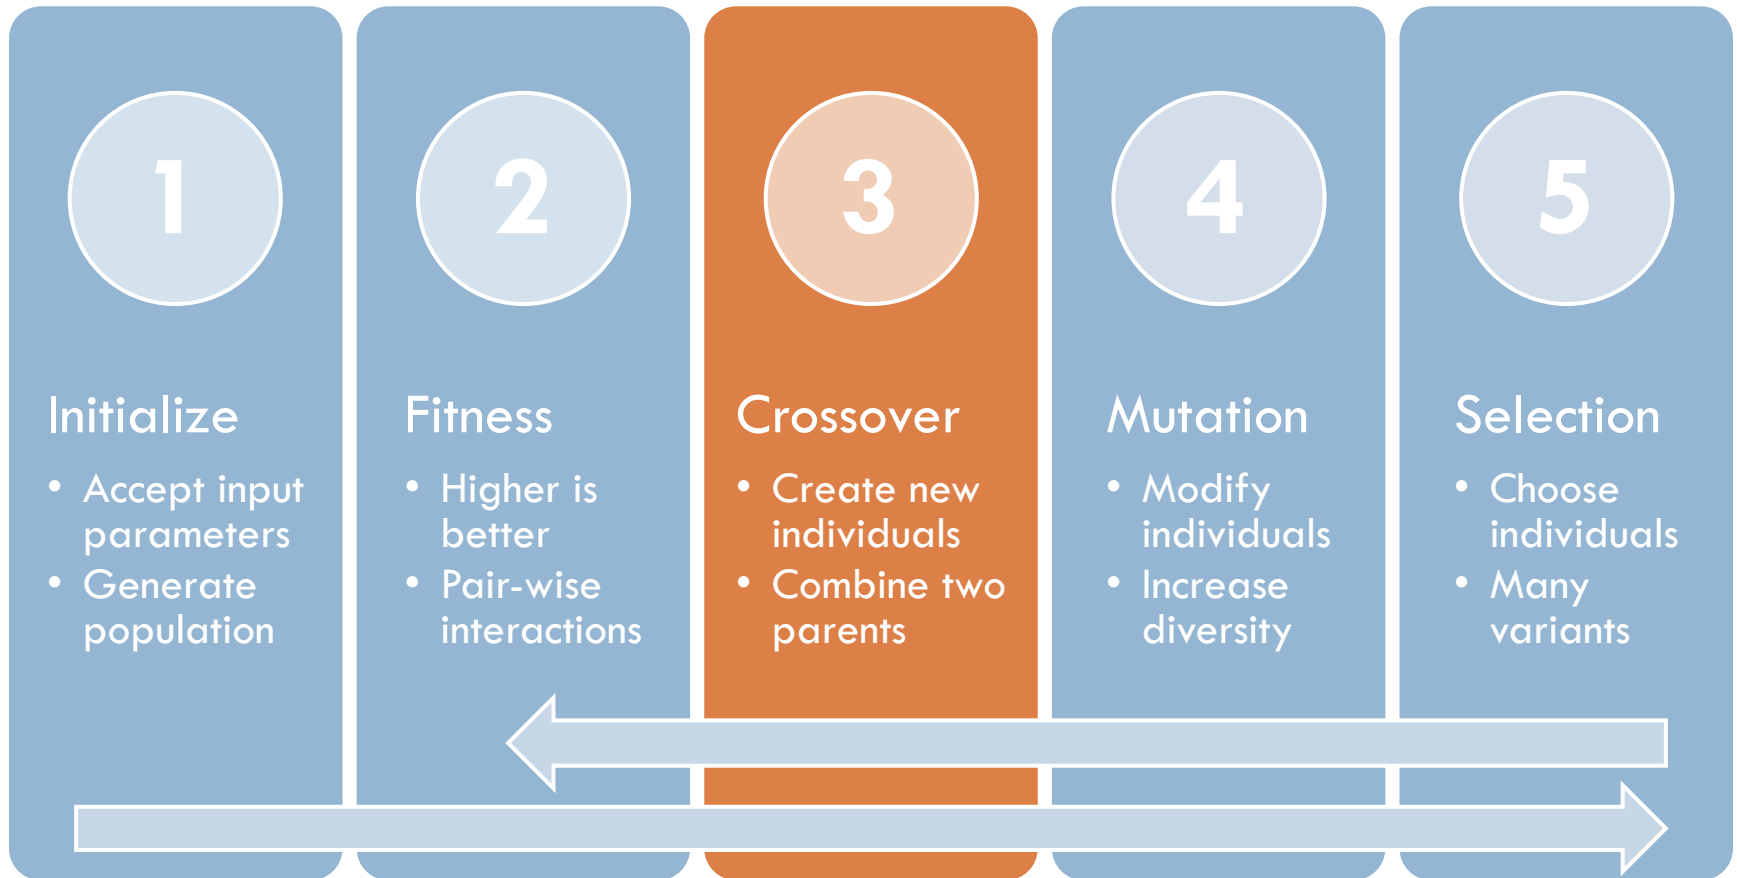 1
Initialize
• Accept input
parameters
• Generate
population
2
Fitness
• Higher is
better
• Pair-wise
interactions
3
Crossover
• Create new
individuals
• Combine two
parents
4
Mutation
• Modify
individuals
• Increase
diversity
5
Selection
• Choose
individuals
• Many
variants